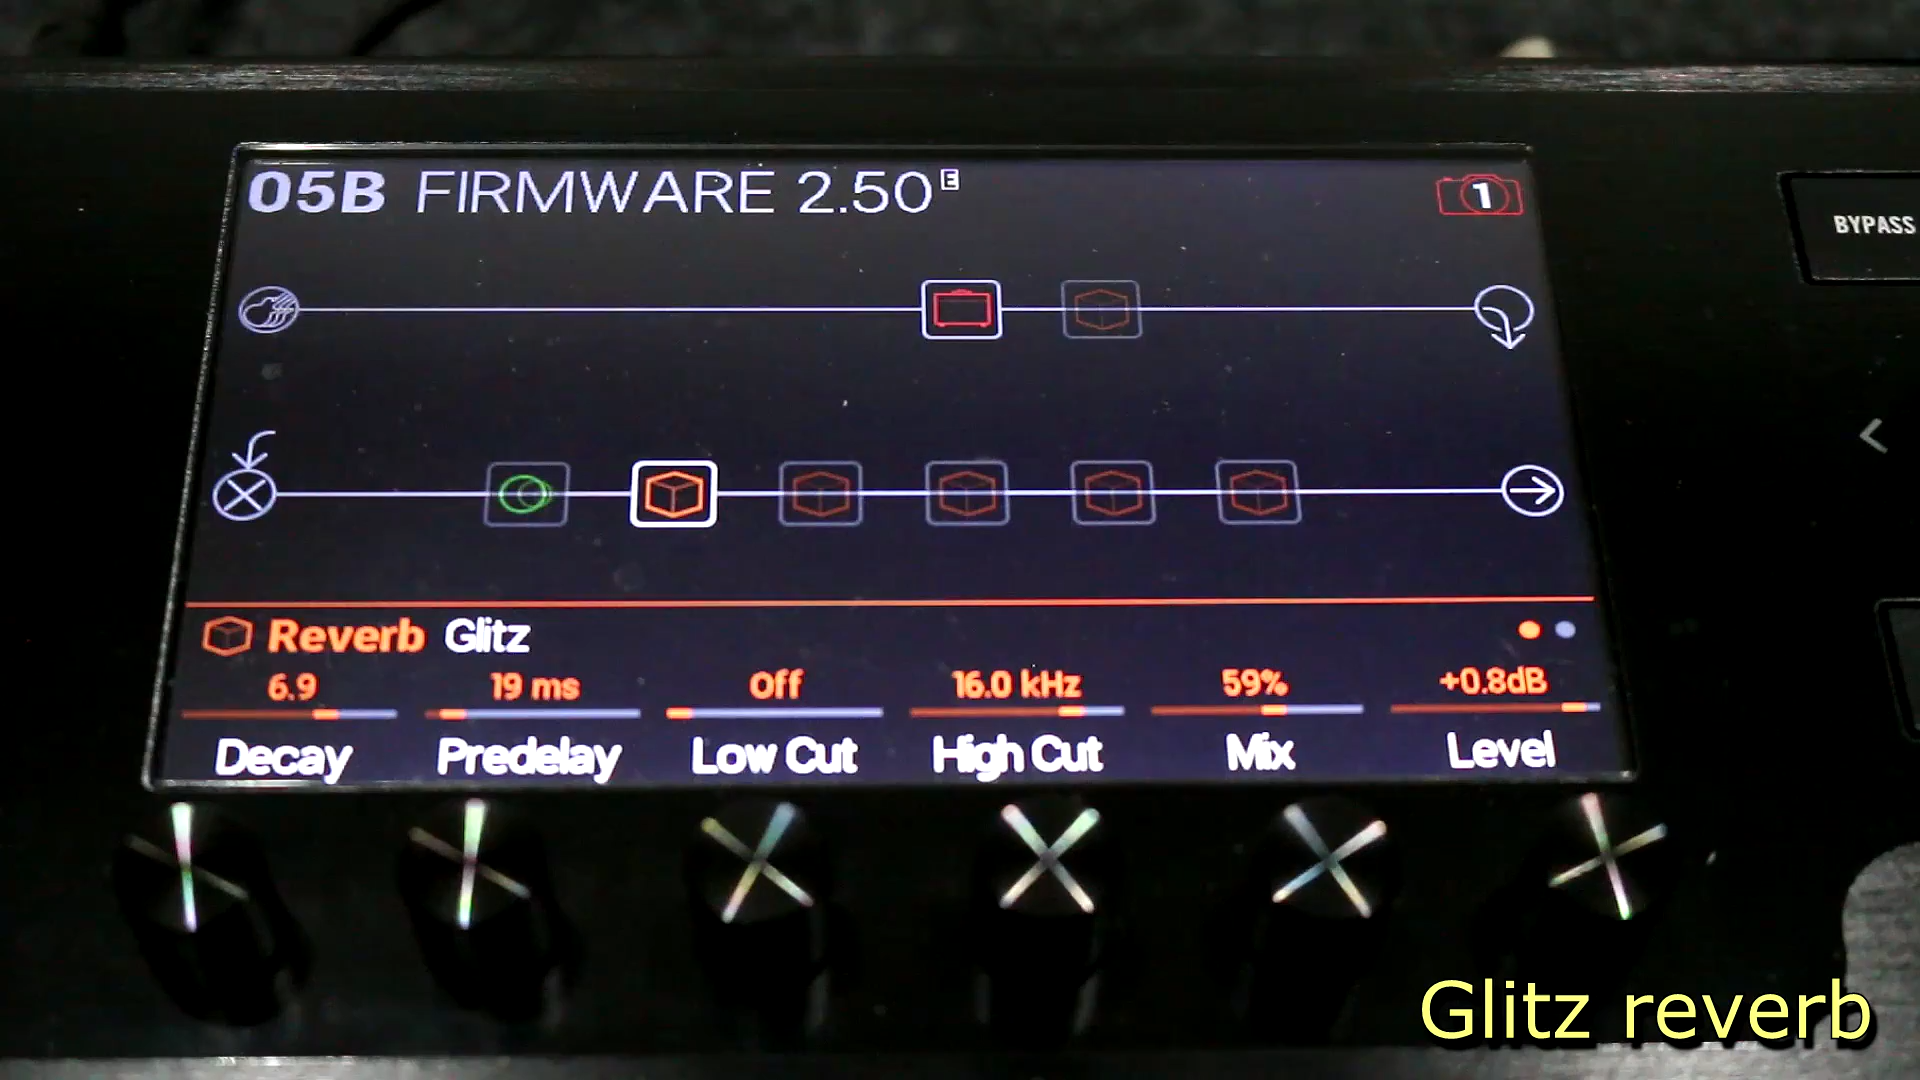 05B FIRMWARE 2.50 E
1
BYPASS
Reverb Glitz
6.9 19 ms Off 16.0 kHz 59% +0.8dB
Decay Predelay Low Cut High Cut Mix Level
Glitz reverb